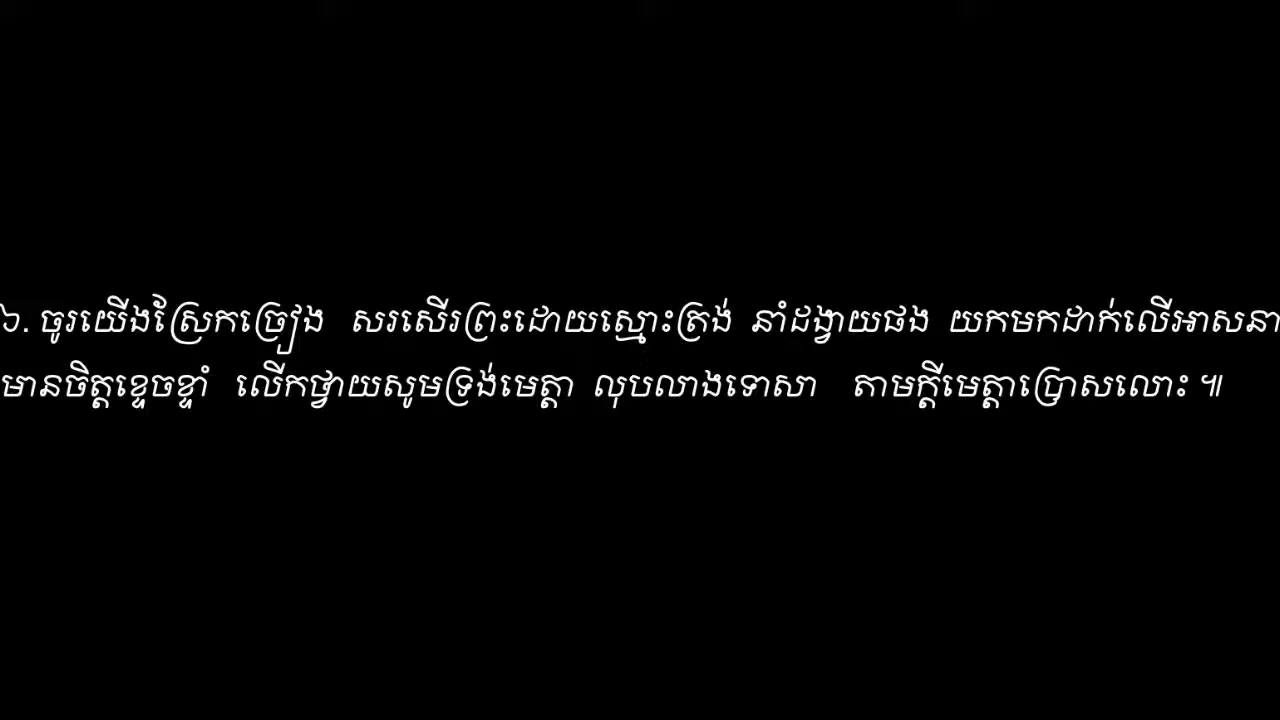 ៦. ចូរយើងស្រែកច្រៀង សរសើរព្រះដោយស្មោះត្រង់ នាំដង្វាយផង យកមកដាក់លើអាសនា
មានចិត្តខ្ទេចខ្ទាំ លើកថ្វាយសូមទ្រង់មេត្តា លុបលាងទោសា តាមក្ដីមេត្តាប្រោសលោះ ៕